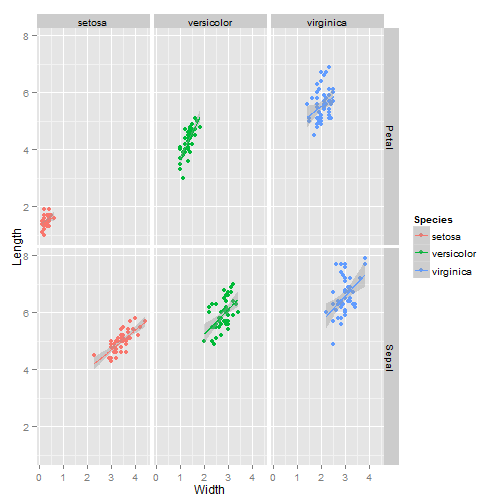 setosa versicolor virginica
8
6
4
2
Petal
Length
8
6
4
2
Sepal
0 1 2 3 4 0 1 2 3 4 0 1 2 3 4
Width
Species
setosa
versicolor
virginica